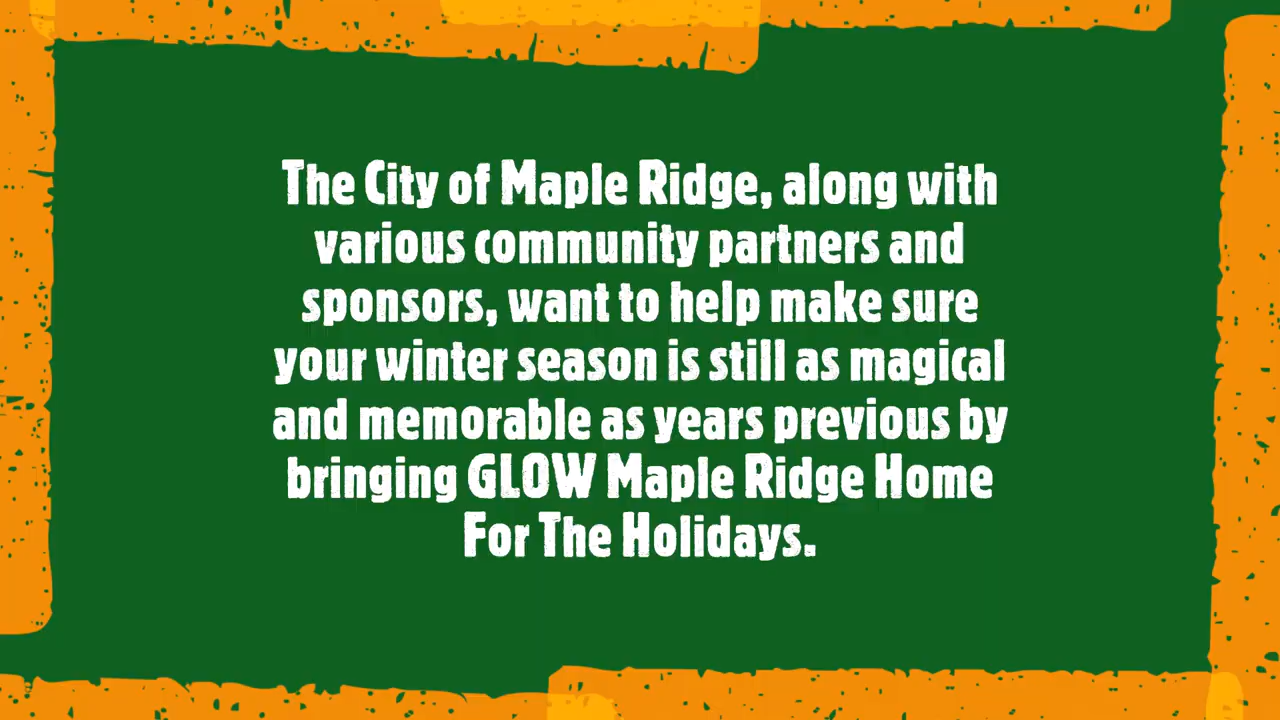 The City of Maple Ridge, along with
various community partners and
sponsors, want to help make sure
your winter season is still as magical
and memorable as years previous by
bringing GLOW Maple Ridge Home
For The Holidays.